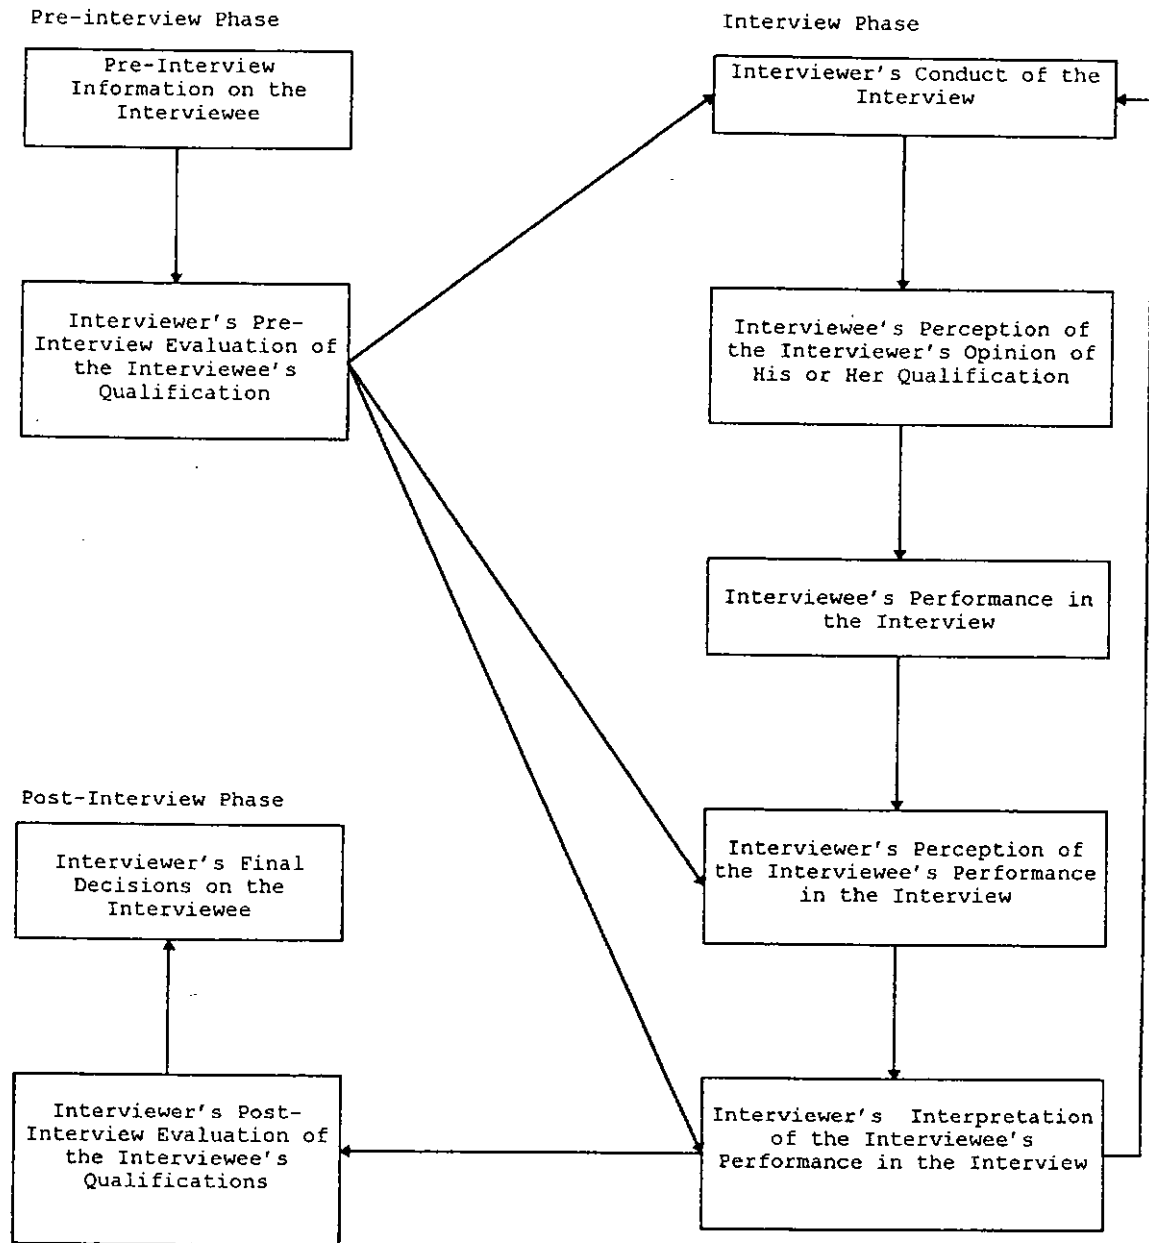 Pre-interview Phase
Pre-Interview
Information on the
Interviewee
Interviewer's Pre-
Interview Evaluation of
the Interviewee's
Qualification
Interview Phase
Interviewer's Conduct of the
Interview
Interviewee's Perception of
the Interviewer's Opinion of
His or Her Qualification
Interviewee's Performance in
the Interview
Interviewer's Perception of
the Interviewee's Performance
in the Interview
Interviewer's Interpretation
of the Interviewee's
Performance in the Interview
Post-Interview Phase
Interviewer's Final
Decisions on the
Interviewee
Interviewer's Post-
Interview Evaluation of
the Interviewee's
Qualifications